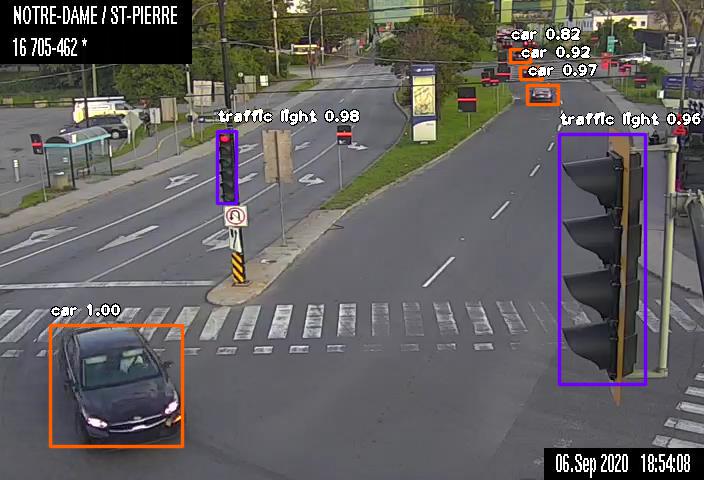 NOTRE-DAME / ST-PIERRE
16 705-462 *
car 0.82
car 0.92
car 0.97
traffic light 0.98
traffic light 0.96
car 1.00
06.Sep 2020 18:54:08